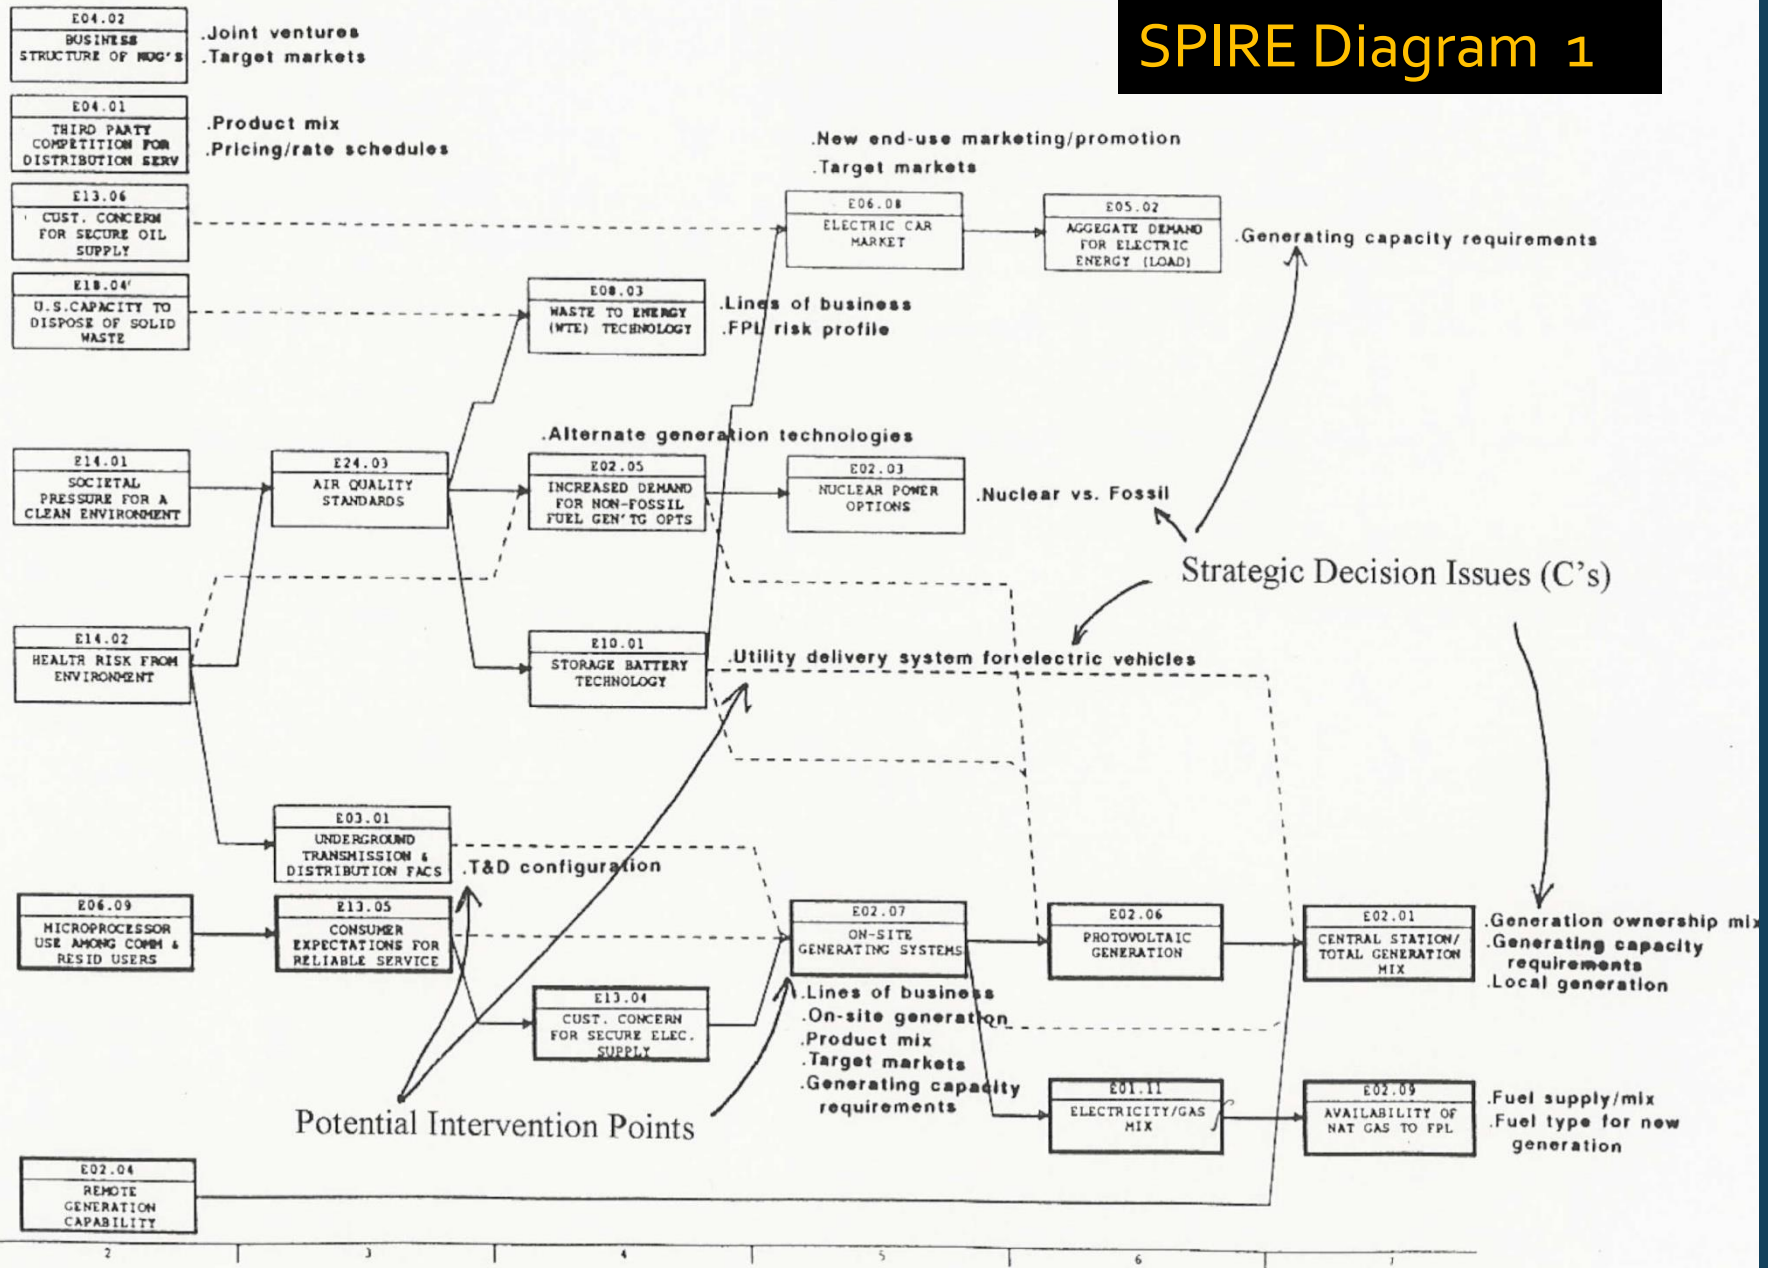 SPIRE Diagram 1
E04.02
BUSINESS
STRUCTURE OF NUG'S
.Joint ventures
.Target markets
E04.01
THIRD PARTY
COMPETITION FOR
DISTRIBUTION SERV
.Product mix
.Pricing/rate schedules
E13.06
CUST. CONCERN
FOR SECURE OIL
SUPPLY
.New end-use marketing/promotion
.Target markets
E06.08
ELECTRIC CAR
MARKET
E05.02
AGGEGATE DEMAND
FOR ELECTRIC
ENERGY (LOAD)
.Generating capacity requirements
E18.04'
U.S.CAPACITY TO
DISPOSE OF SOLID
WASTE
E08.03
WASTE TO ENERGY
(WTE) TECHNOLOGY
.Lines of business
.FPL risk profile
E14.01
SOCIETAL
PRESSURE FOR A
CLEAN ENVIRONMENT
E24.03
AIR QUALITY
STANDARDS
.Alternate generation technologies
E02.05
INCREASED DEMAND
FOR NON-FOSSIL
FUEL GEN'TG OPTS
E02.03
NUCLEAR POWER
OPTIONS
.Nuclear vs. Fossil
Strategic Decision Issues (C's)
E14.02
HEALTH RISK FROM
ENVIRONMENT
E10.01
STORAGE BATTERY
TECHNOLOGY
.Utility delivery system for electric vehicles
E03.01
UNDERGROUND
TRANSMISSION &
DISTRIBUTION FACS
.T&D configuration
E06.09
MICROPROCESSOR
USE AMONG COMM &
RESID USERS
E13.05
CONSUMER
EXPECTATIONS FOR
RELIABLE SERVICE
E02.07
ON-SITE
GENERATING SYSTEMS
E02.06
PHOTOVOLTAIC
GENERATION
E02.01
CENTRAL STATION/
TOTAL GENERATION
MIX
.Generation ownership mix
.Generating capacity
requirements
.Local generation
E13.04
CUST. CONCERN
FOR SECURE ELEC.
SUPPLY
.Lines of business
.On-site generation
.Product mix
.Target markets
.Generating capacity
requirements
E01.11
ELECTRICITY/GAS
MIX
E02.09
AVAILABILITY OF
NAT GAS TO FPL
.Fuel supply/mix
.Fuel type for new
generation
Potential Intervention Points
E02.04
REMOTE
GENERATION
CAPABILITY
2 3 4 5 6 7